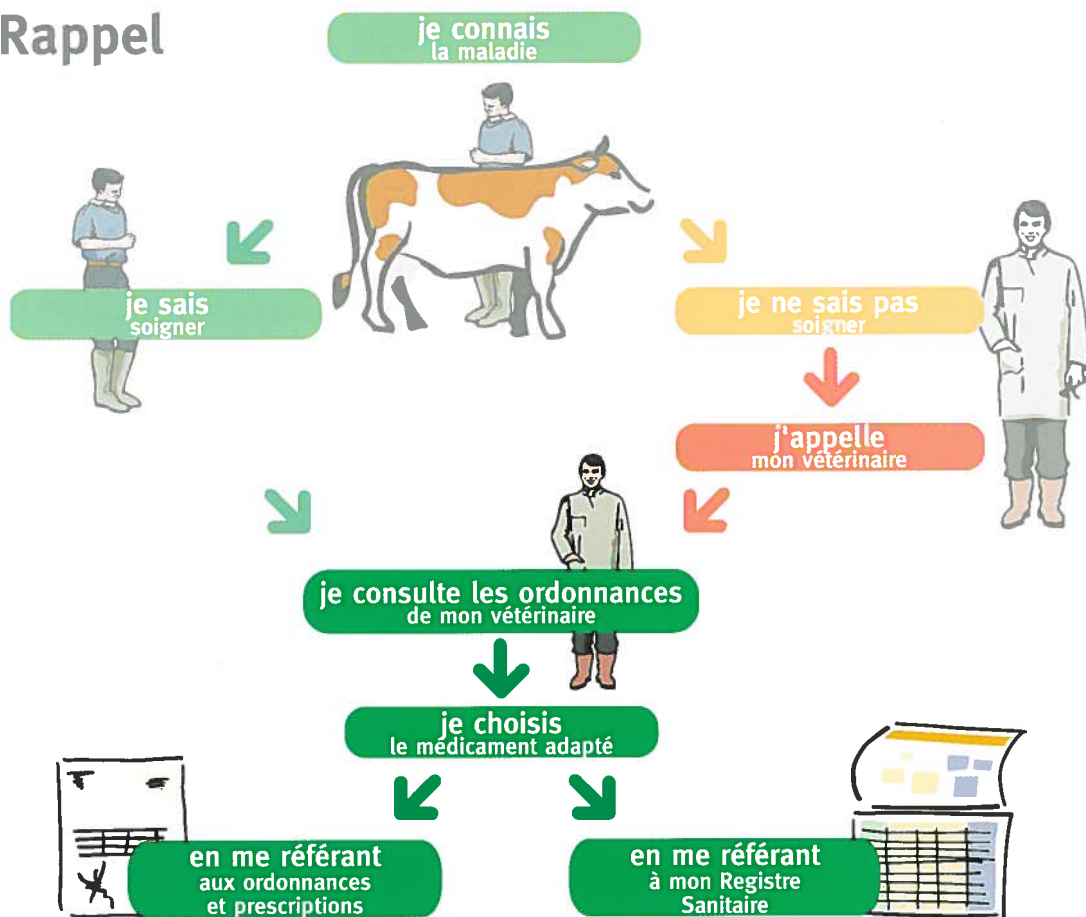 Rappel
je connais
la maladie
je sais
soigner
je ne sais pas
soigner
j'appelle
mon vétérinaire
je consulte les ordonnances
de mon vétérinaire
je choisis
le médicament adapté
en me référant
aux ordonnances
et prescriptions
en me référant
à mon Registre
Sanitaire